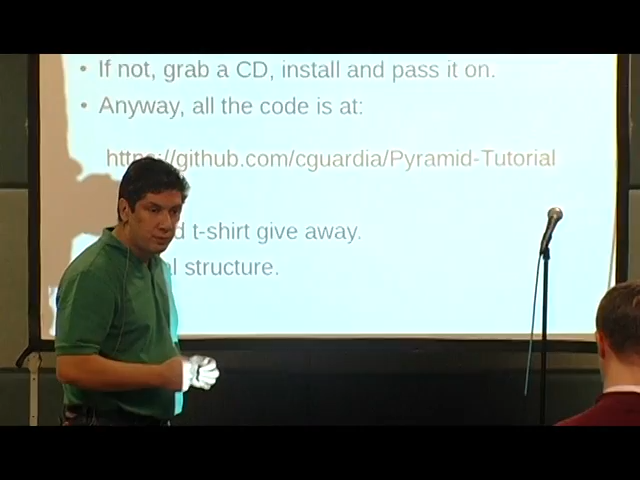 • If not, grab a CD, install and pass it on.
• Anyway, all the code is at:
https://github.com/cguardia/Pyramid-Tutorial
t-shirt give away.
structure.